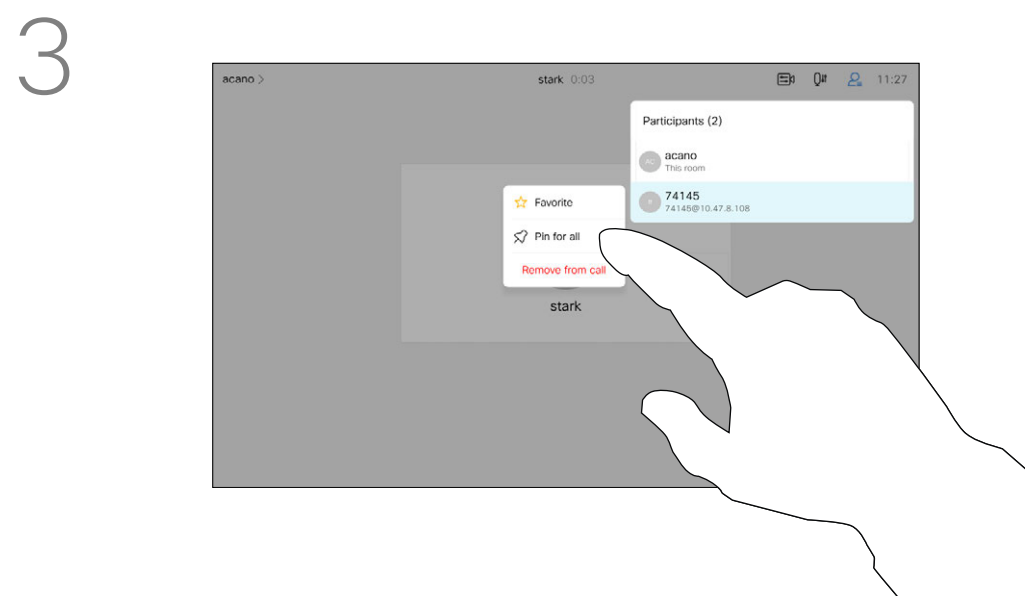 3
acano >
stark 0:03
11:27
Participants (2)
AC
acano
This room
74145
74145@10.47.8.108
Favorite
Pin for all
Remove from call
stark